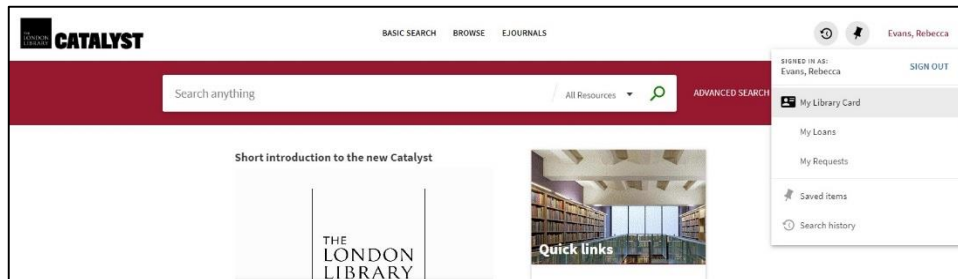 THE
LONDON
LIBRARY
CATALYST
BASIC SEARCH BROWSE EJOURNALS
Evans, Rebecca
SIGNED IN AS:
Evans, Rebecca
SIGN OUT
Search anything
All Resources
ADVANCED SEARCH
My Library Card
My Loans
My Requests
Saved items
Search history
Short introduction to the new Catalyst
THE
LONDON
LIBRARY
Quick links